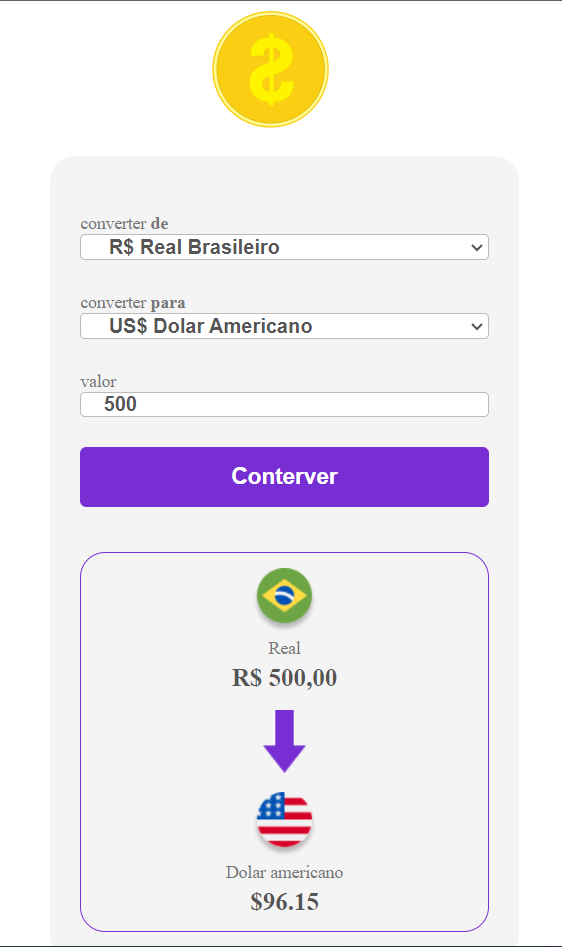 converter de
R$ Real Brasileiro
converter para
US$ Dolar Americano
valor
500
Conterver
Real
R$ 500,00
Dolar americano
$96.15